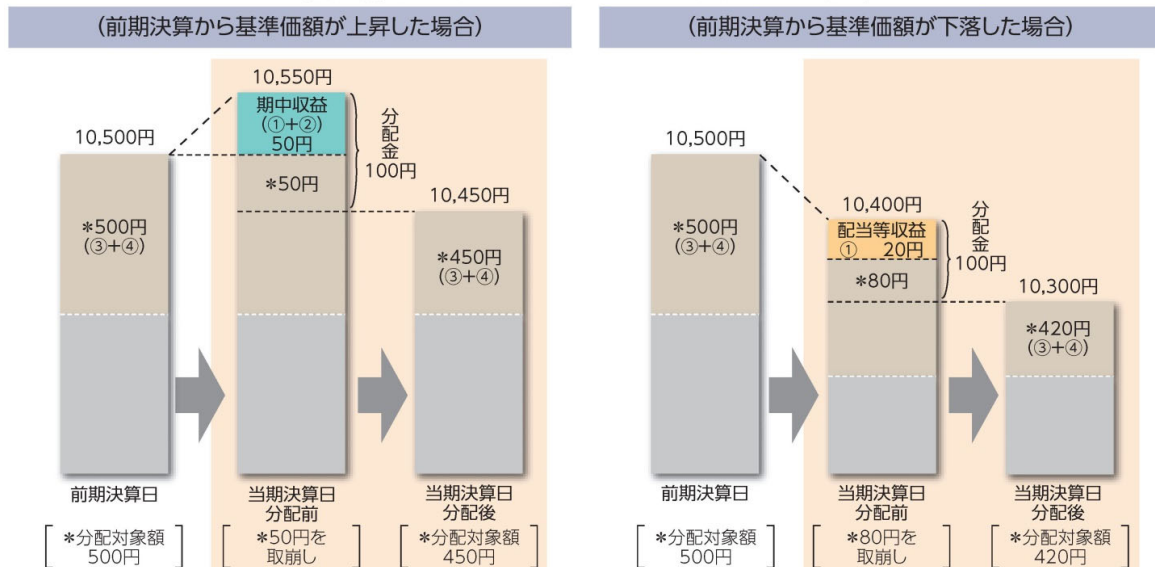 (前期決算から基準価額が上昇した場合)
10,550円
期中収益
(①+②)
50円
分配金
100円
10,500円
*50円
10,450円
*500円
(③+④)
*450円
(③+④)
前期決算日
当期決算日
分配前
当期決算日
分配後
*分配対象額
500円
*50円を
取崩し
*分配対象額
450円
(前期決算から基準価額が下落した場合)
10,500円
10,400円
配当等収益
① 20円
分配金
100円
*500円
(③+④)
*80円
10,300円
*420円
(③+④)
前期決算日
当期決算日
分配前
当期決算日
分配後
*分配対象額
500円
*80円を
取崩し
*分配対象額
420円